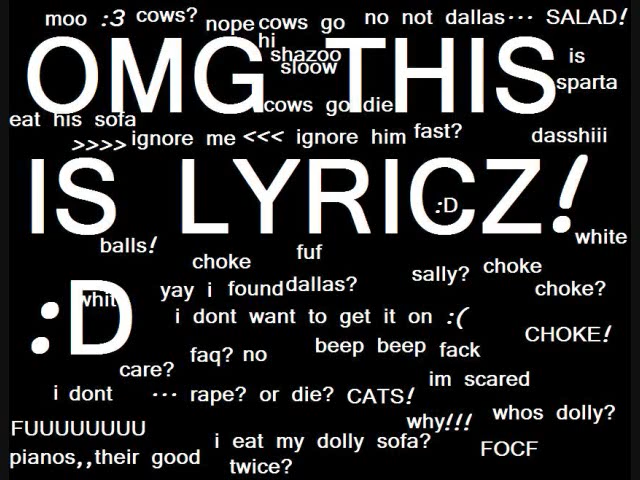 moo :3 cows? nope cows go no not dallas... SALAD!
hi
shazoo
sloow
OMG THIS
is
sparta
cows go die
eat his sofa
>>>> ignore me <<< ignore him fast? dasshiii
IS LYRICZ!
:D
white
balls!
fuf
choke
sally? choke
:D
whit
yay i found dallas?
choke?
i dont want to get it on :(
CHOKE!
beep beep fack
faq? no
care?
im scared
i dont ... rape? or die? CATS!
why!!! whos dolly?
FUUUUUUUU
i eat my dolly sofa?
FOCF
pianos,,their good
twice?